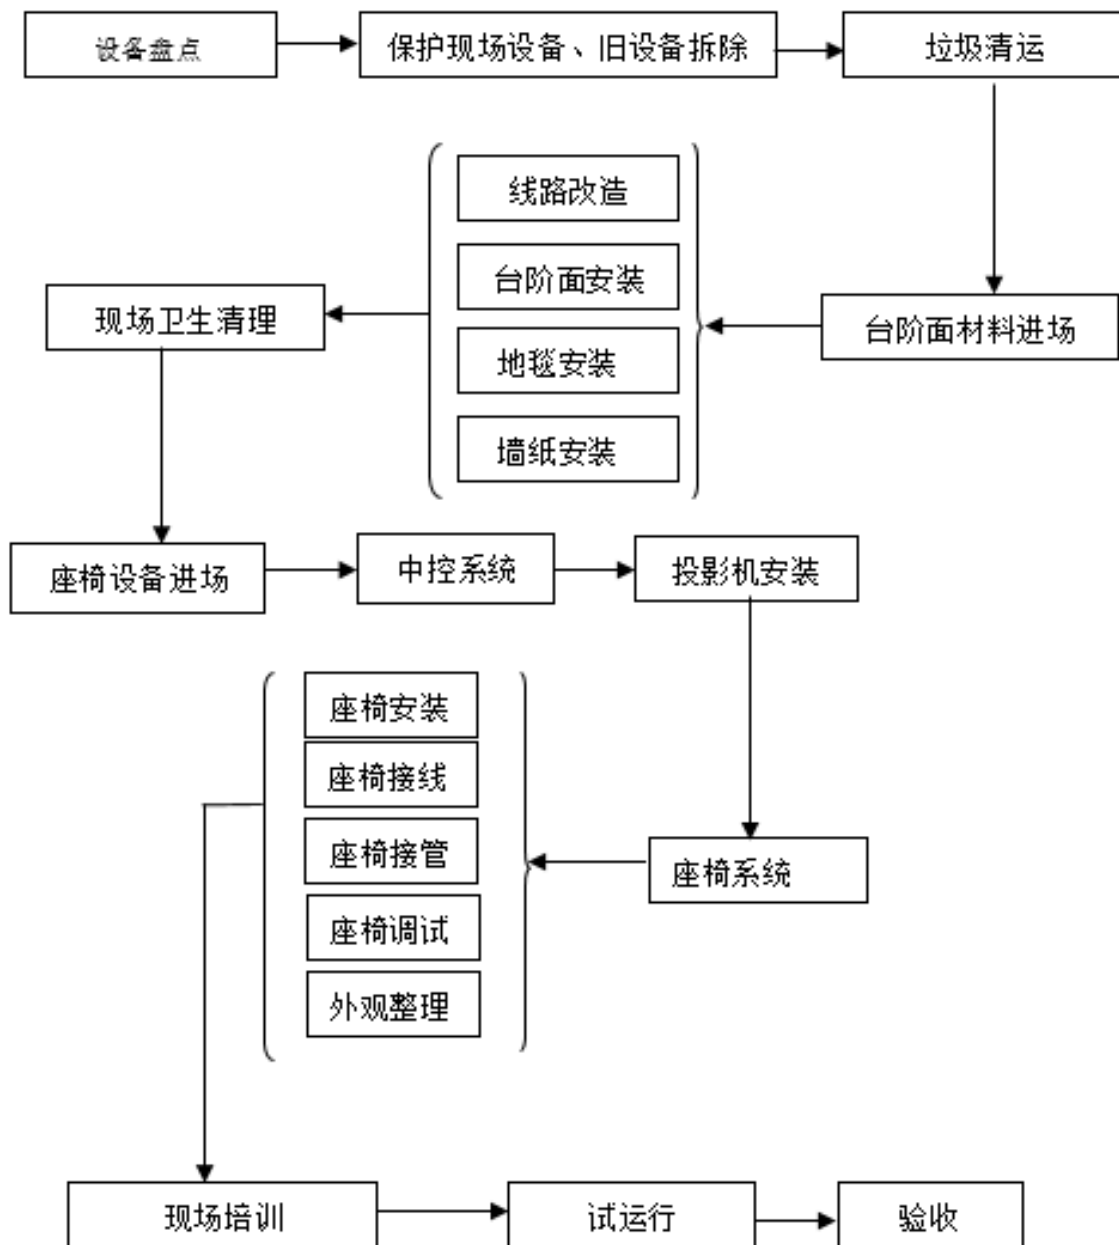 设备盘点
保护现场设备、旧设备拆除
垃圾清运
线路改造
台阶面安装
地毯安装
墙纸安装
台阶面材料进场
现场卫生清理
座椅设备进场
中控系统
投影机安装
座椅安装
座椅接线
座椅接管
座椅调试
外观整理
座椅系统
现场培训
试运行
验收